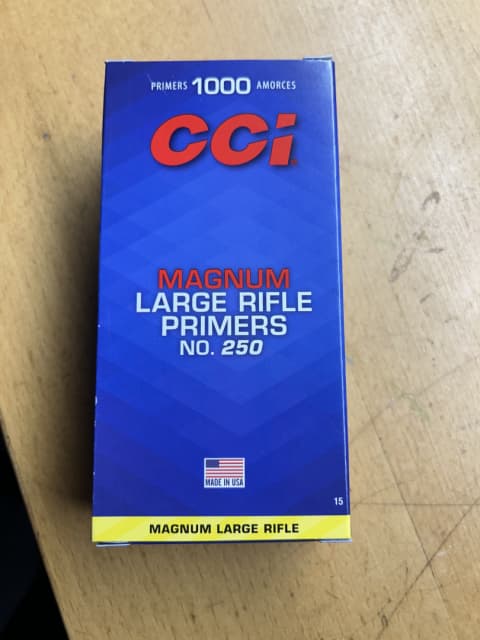 PRIMERS 1000 AMORCES
CCi
MAGNUM
LARGE RIFLE
PRIMERS
NO. 250
MADE IN USA
15
MAGNUM LARGE RIFLE